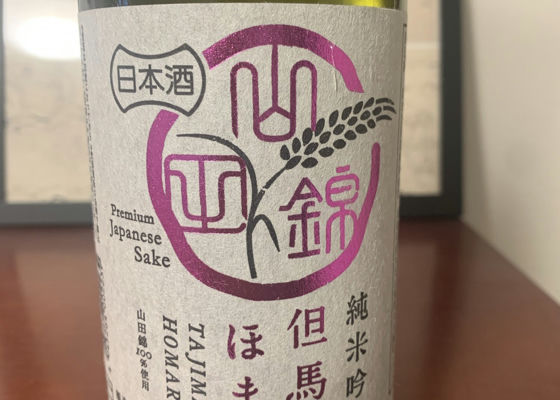 日本酒
山田錦
Premium
Japanese
Sake
純米吟
但馬
ほま
TAJIM
HOMAR
山田錦100%使用